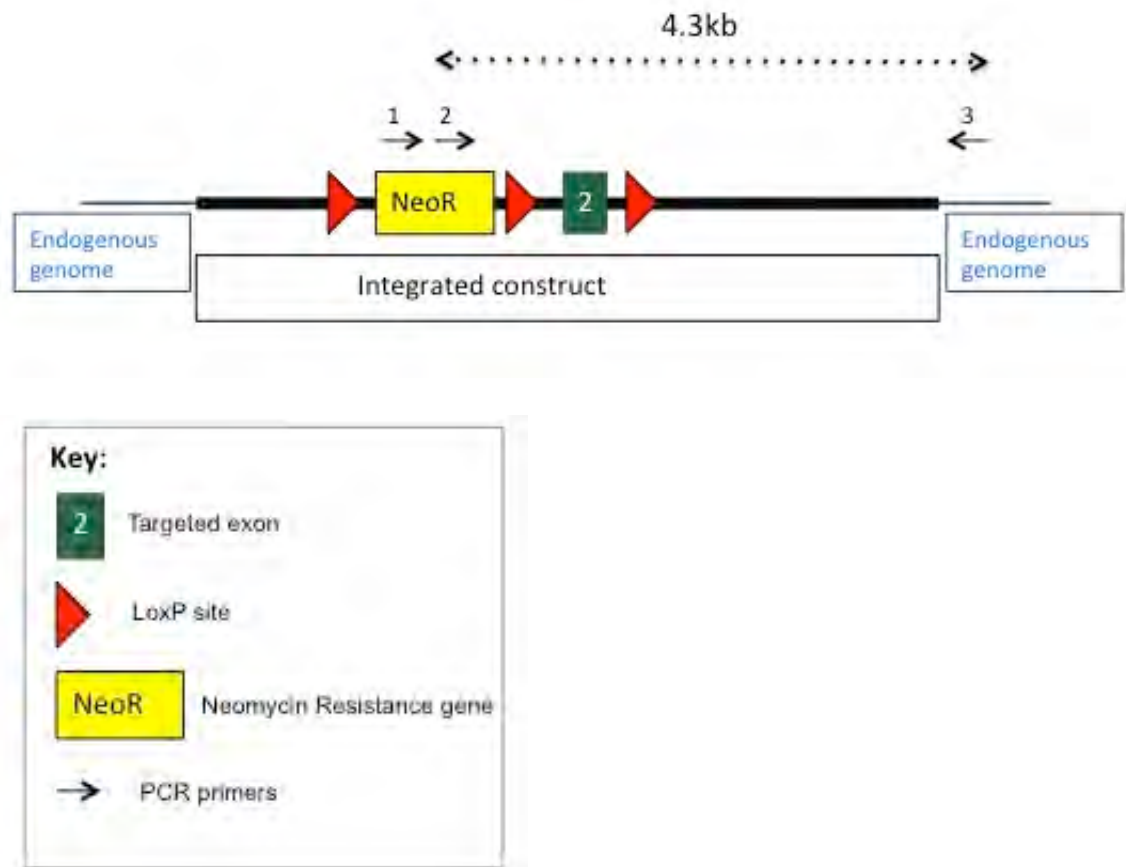 4.3kb
1 2 3
NeoR 2
Endogenous
genome
Endogenous
genome
Integrated construct
Key:
2 Targeted exon
LoxP site
NeoR Neomycin Resistance gene
PCR primers